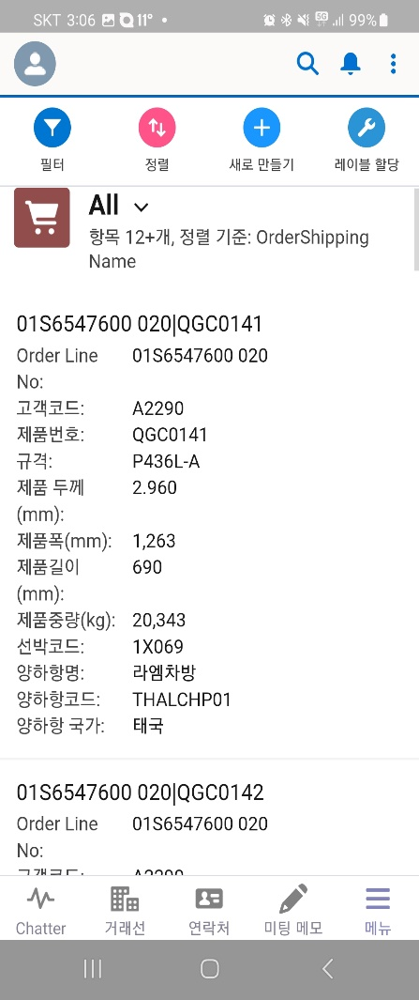 SKT 3:06 11°
5G 99%
필터 정렬 새로 만들기 레이블 할당
All
항목 12+개, 정렬 기준: OrderShipping
Name
01S6547600 020|QGC0141
Order Line 01S6547600 020
No:
고객코드: A2290
제품번호: QGC0141
규격: P436L-A
제품 두께 2.960
(mm):
제품폭(mm): 1,263
제품길이 690
(mm):
제품중량(kg): 20,343
선박코드: 1X069
양하항명: 라엠차방
양하항코드: THALCHP01
양하항 국가: 태국
01S6547600 020|QGC0142
Order Line 01S6547600 020
No:
고객코드: A2290
Chatter 거래선 연락처 미팅 메모 메뉴